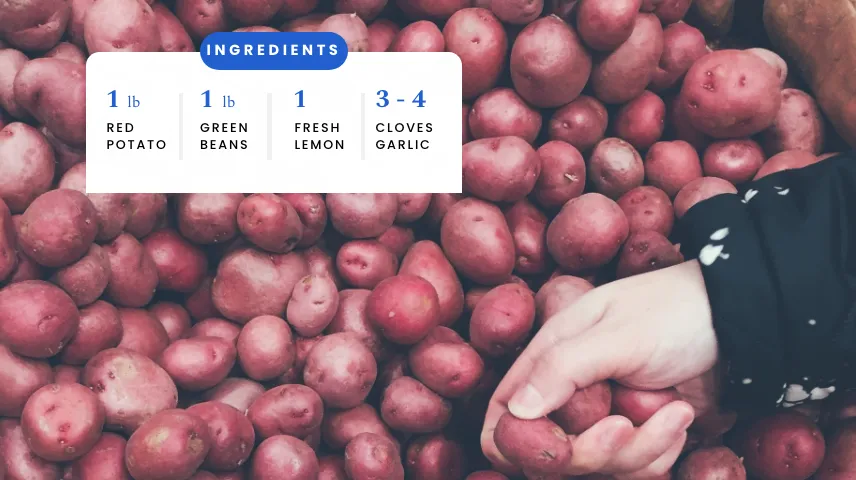 INGREDIENTS
1 lb
RED
POTATO
1 lb
GREEN
BEANS
1
FRESH
LEMON
3 - 4
CLOVES
GARLIC